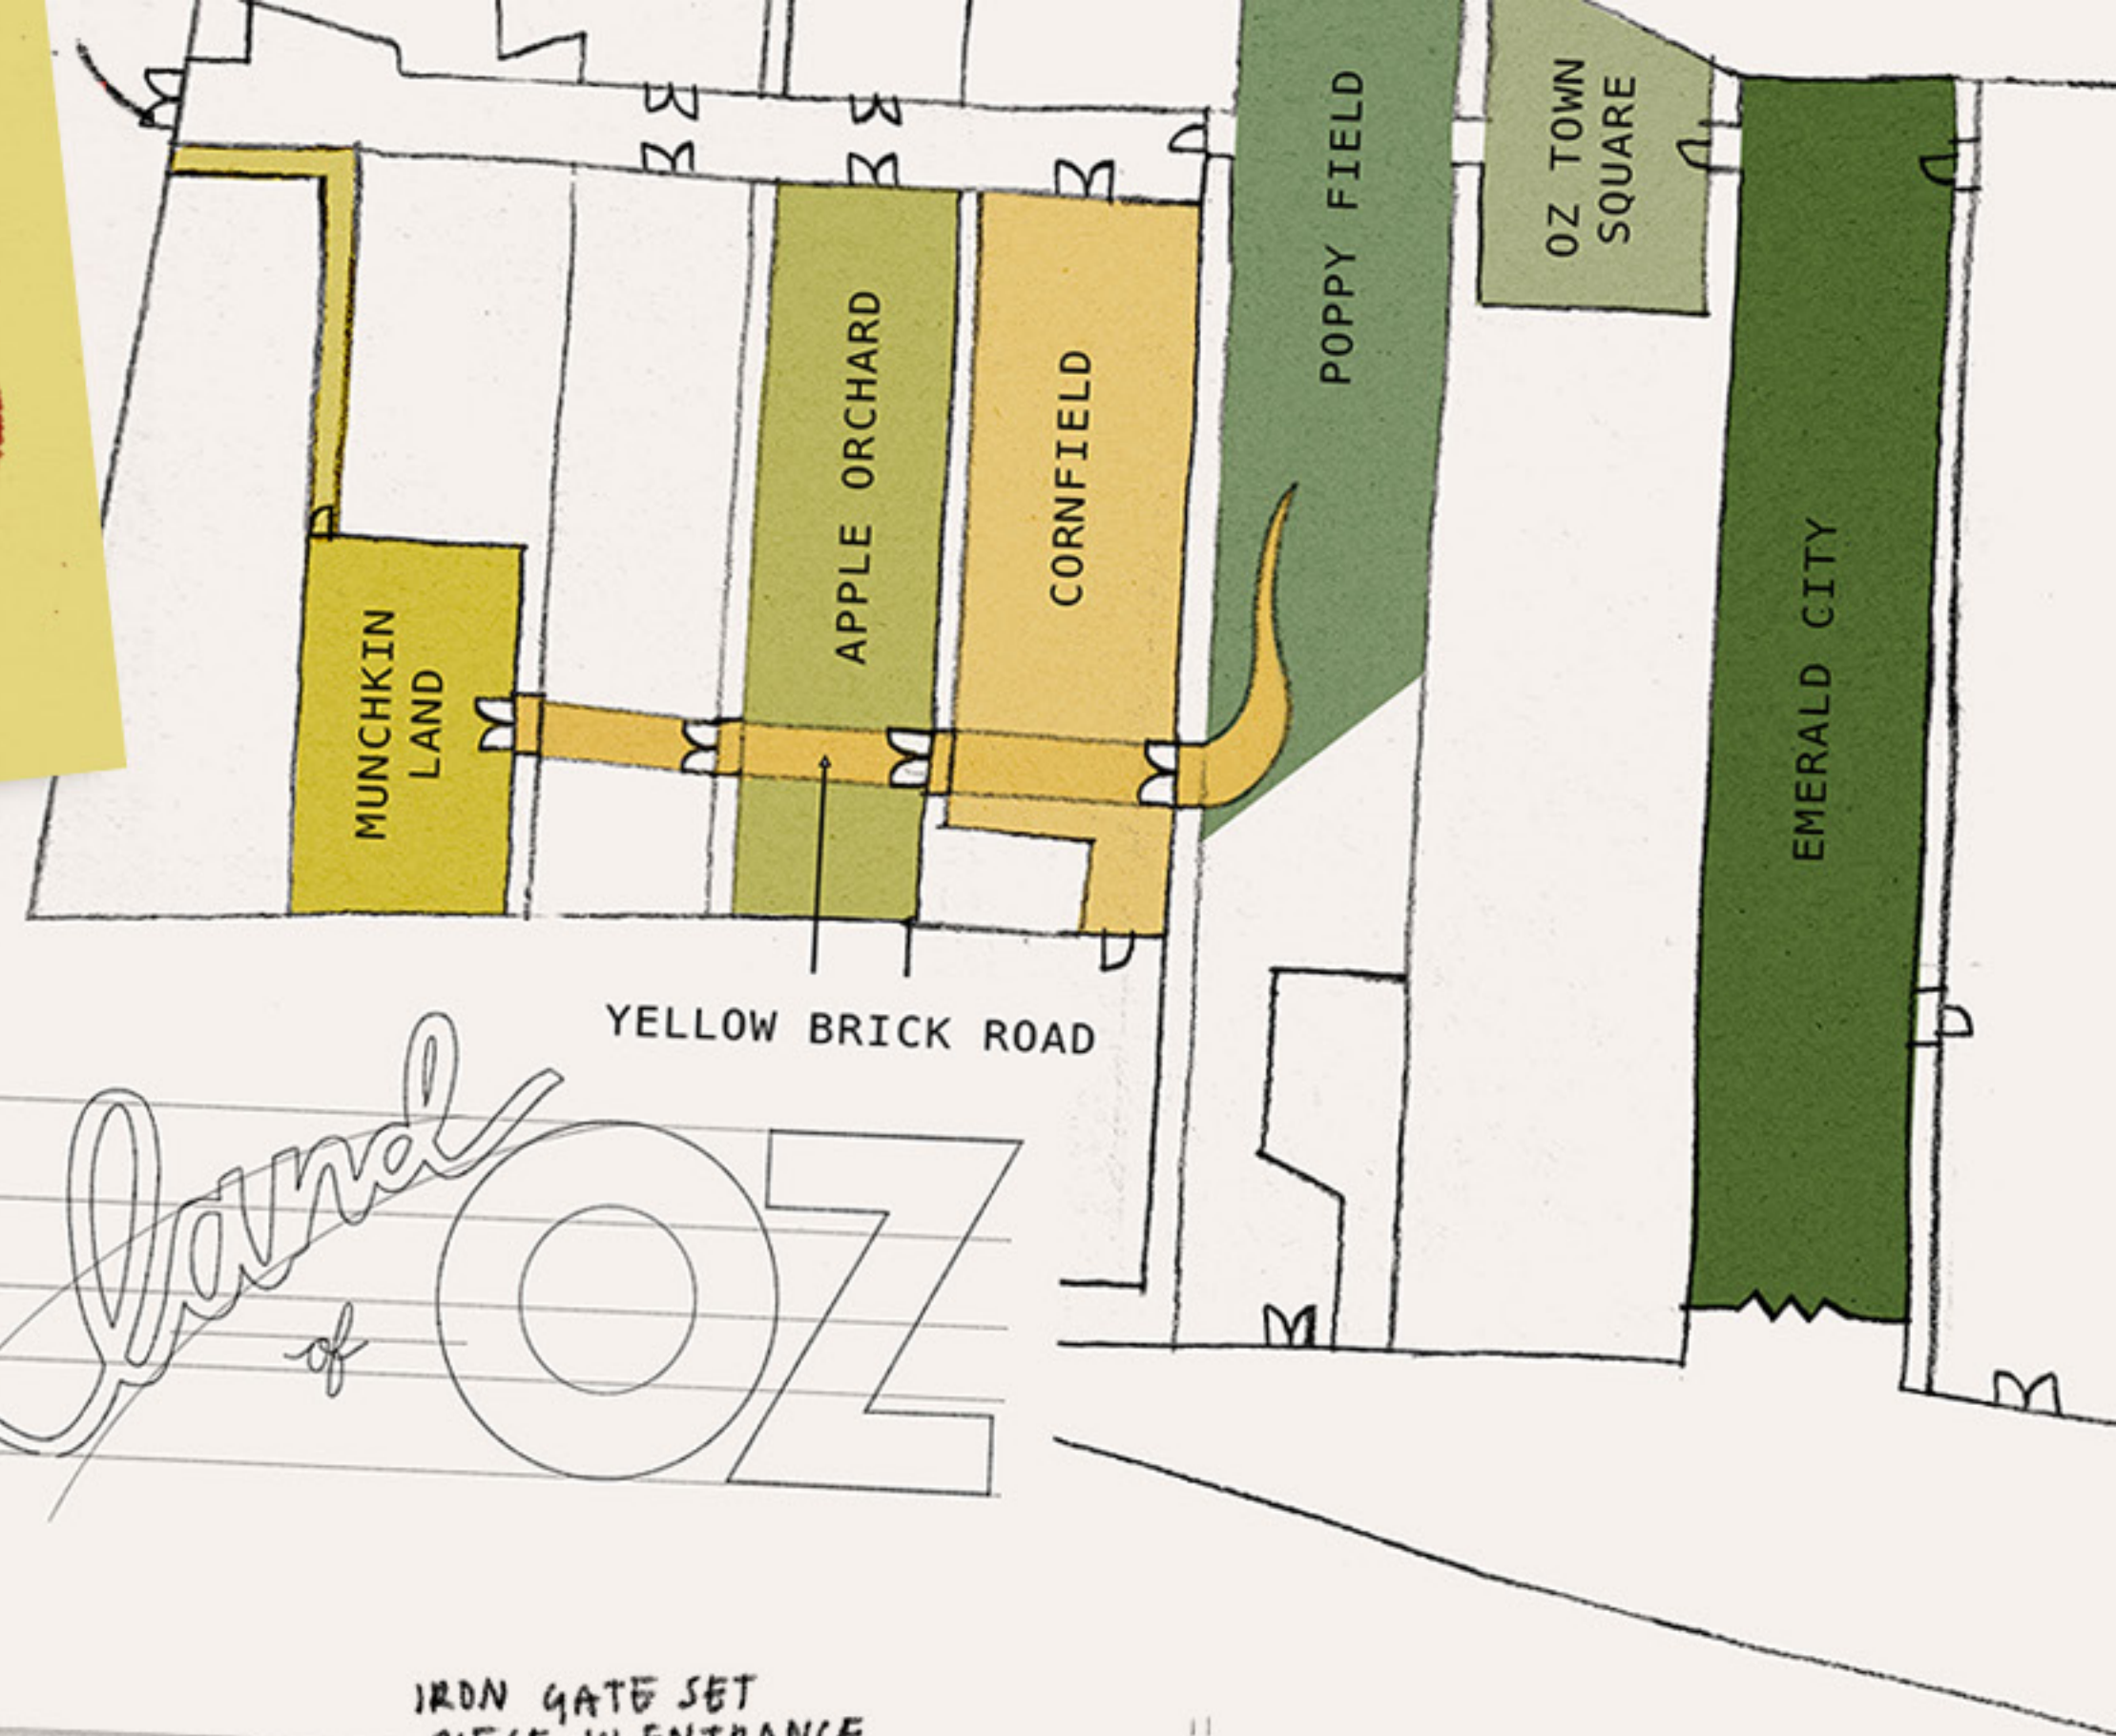 OZ TOWN
SQUARE
POPPY FIELD
APPLE ORCHARD
CORNFIELD
MUNCHKIN
LAND
EMERALD CITY
YELLOW BRICK ROAD
Land
of
OZ
IRON GATE SET
ENTRANCE